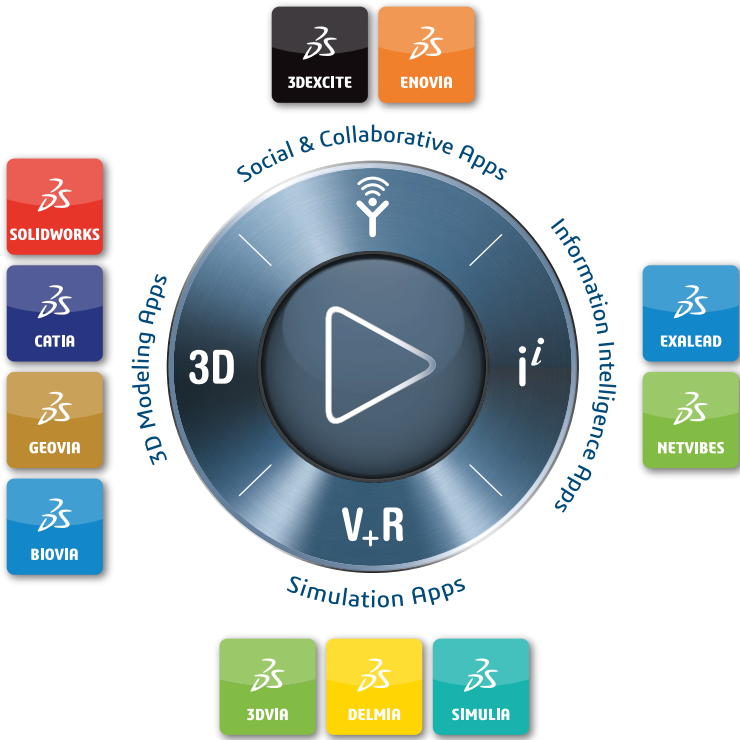 3DEXCITE
ENOVIA
Social & Collaborative Apps
SOLIDWORKS
CATIA
GEOVIA
BIOVIA
3D Modeling Apps
3D
i i
V+R
Information Intelligence Apps
EXALEAD
NETVIBES
Simulation Apps
3DVIA
DELMIA
SIMULIA